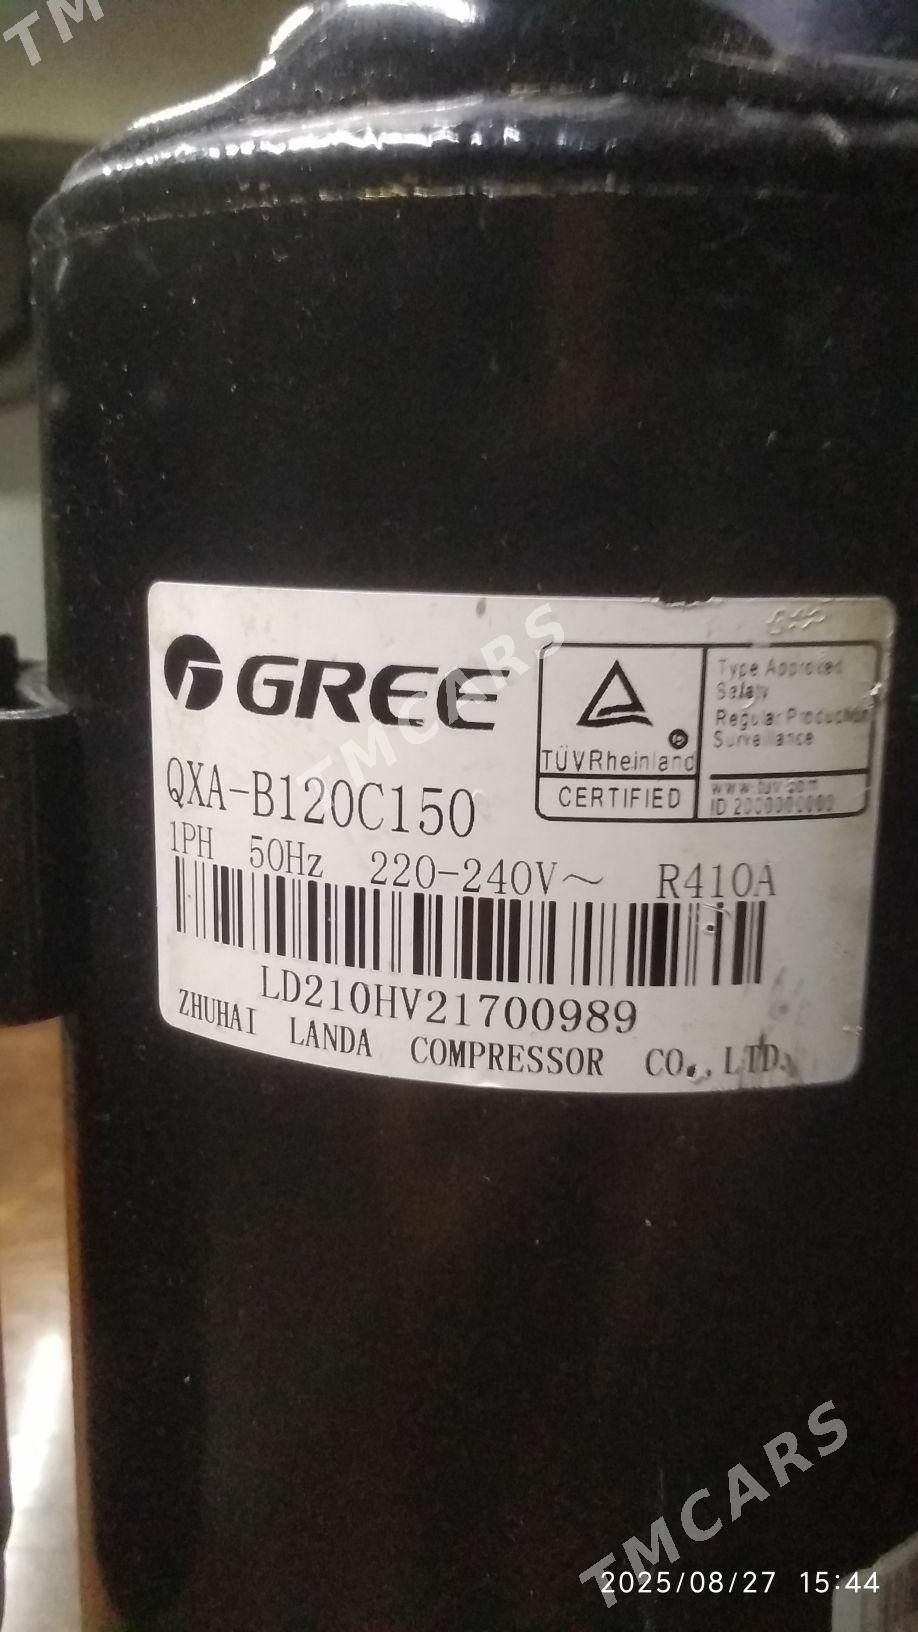 TM
GREE
TMCARS
TÜVRheinland
CERTIFIED
Type Approved
Safety
Regular Production
Surveillance
www.tuv.com
ID 2000000000
QXA-B120C150
1PH 50Hz 220-240V~ R410A
LD210HV21700989
ZHUHAI LANDA COMPRESSOR CO., LTD.
TMCARS
2025/08/27 15:44